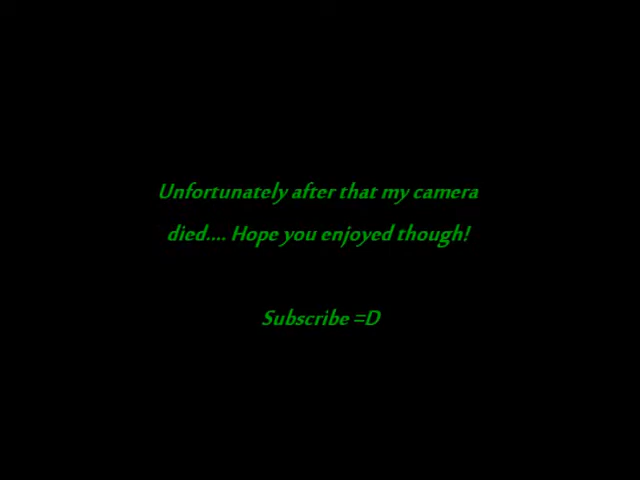 Unfortunately after that my camera
died.... Hope you enjoyed though!
Subscribe =D